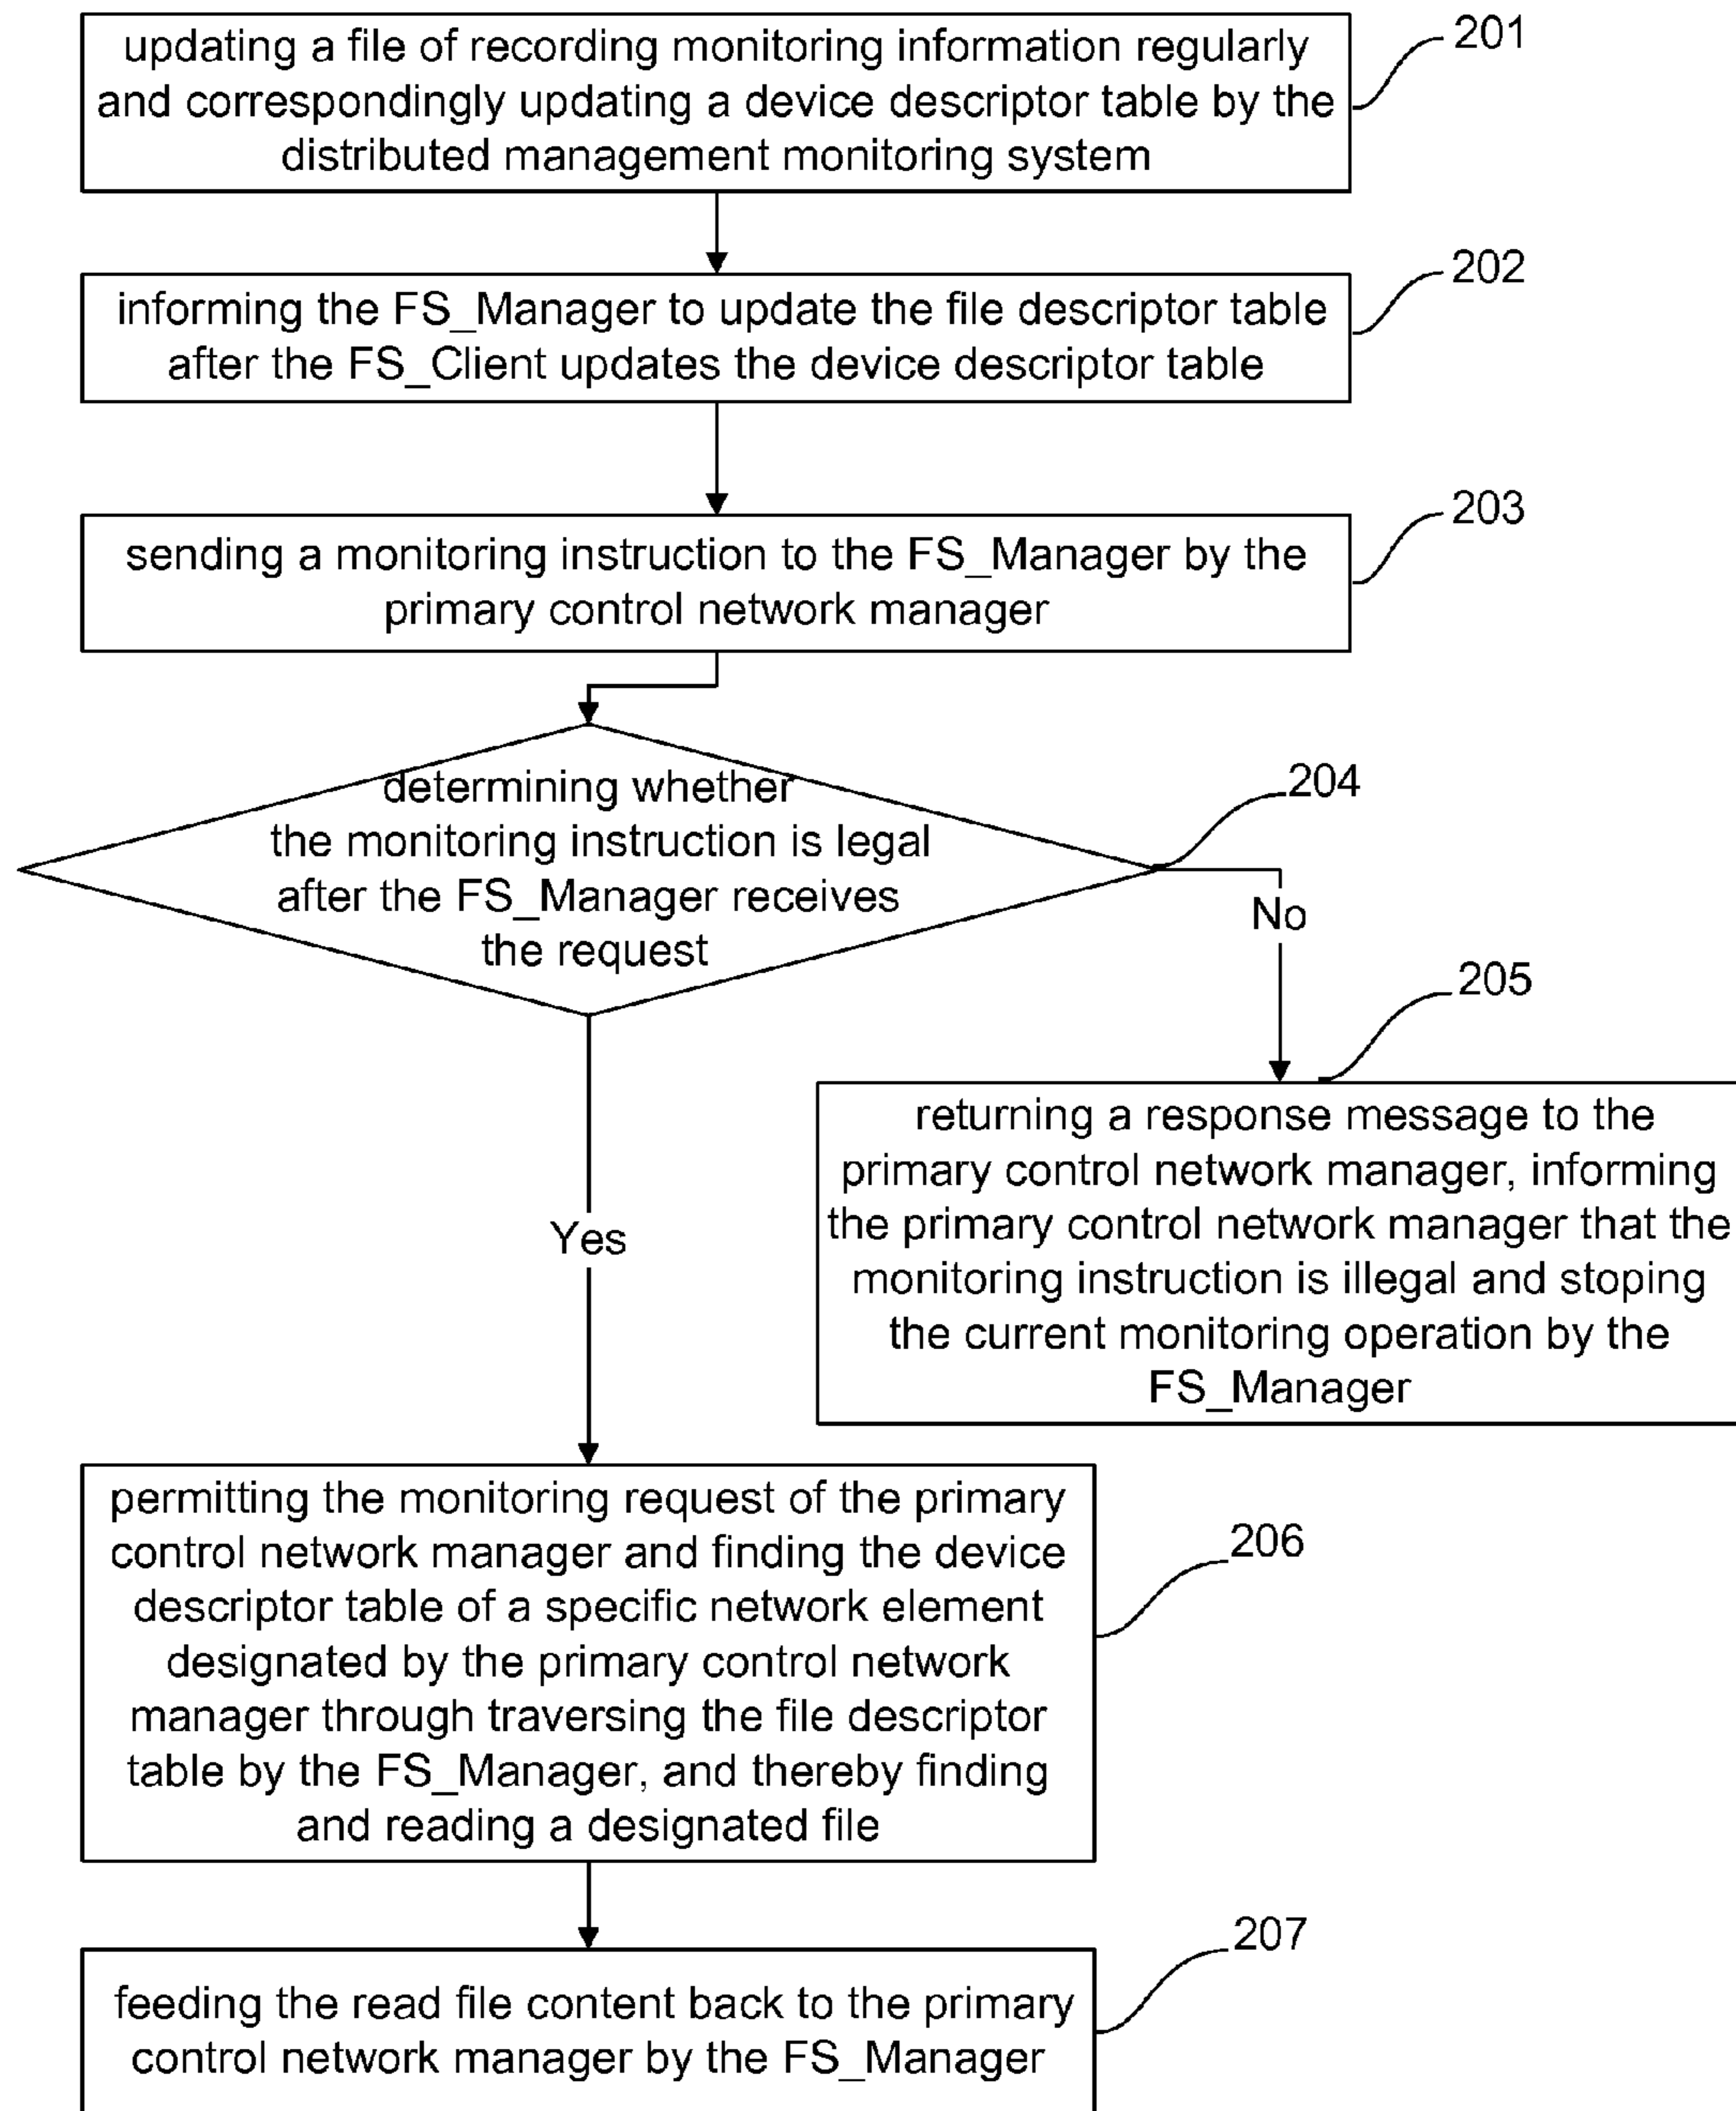 updating a file of recording monitoring information regularly
and correspondingly updating a device descriptor table by the
distributed management monitoring system
201
informing the FS_Manager to update the file descriptor table
after the FS_Client updates the device descriptor table
202
sending a monitoring instruction to the FS_Manager by the
primary control network manager
203
determining whether
the monitoring instruction is legal
after the FS_Manager receives
the request
204
No
205
returning a response message to the
primary control network manager, informing
the primary control network manager that the
monitoring instruction is illegal and stoping
the current monitoring operation by the
FS_Manager
Yes
permitting the monitoring request of the primary
control network manager and finding the device
descriptor table of a specific network element
designated by the primary control network
manager through traversing the file descriptor
table by the FS_Manager, and thereby finding
and reading a designated file
206
feeding the read file content back to the primary
control network manager by the FS_Manager
207